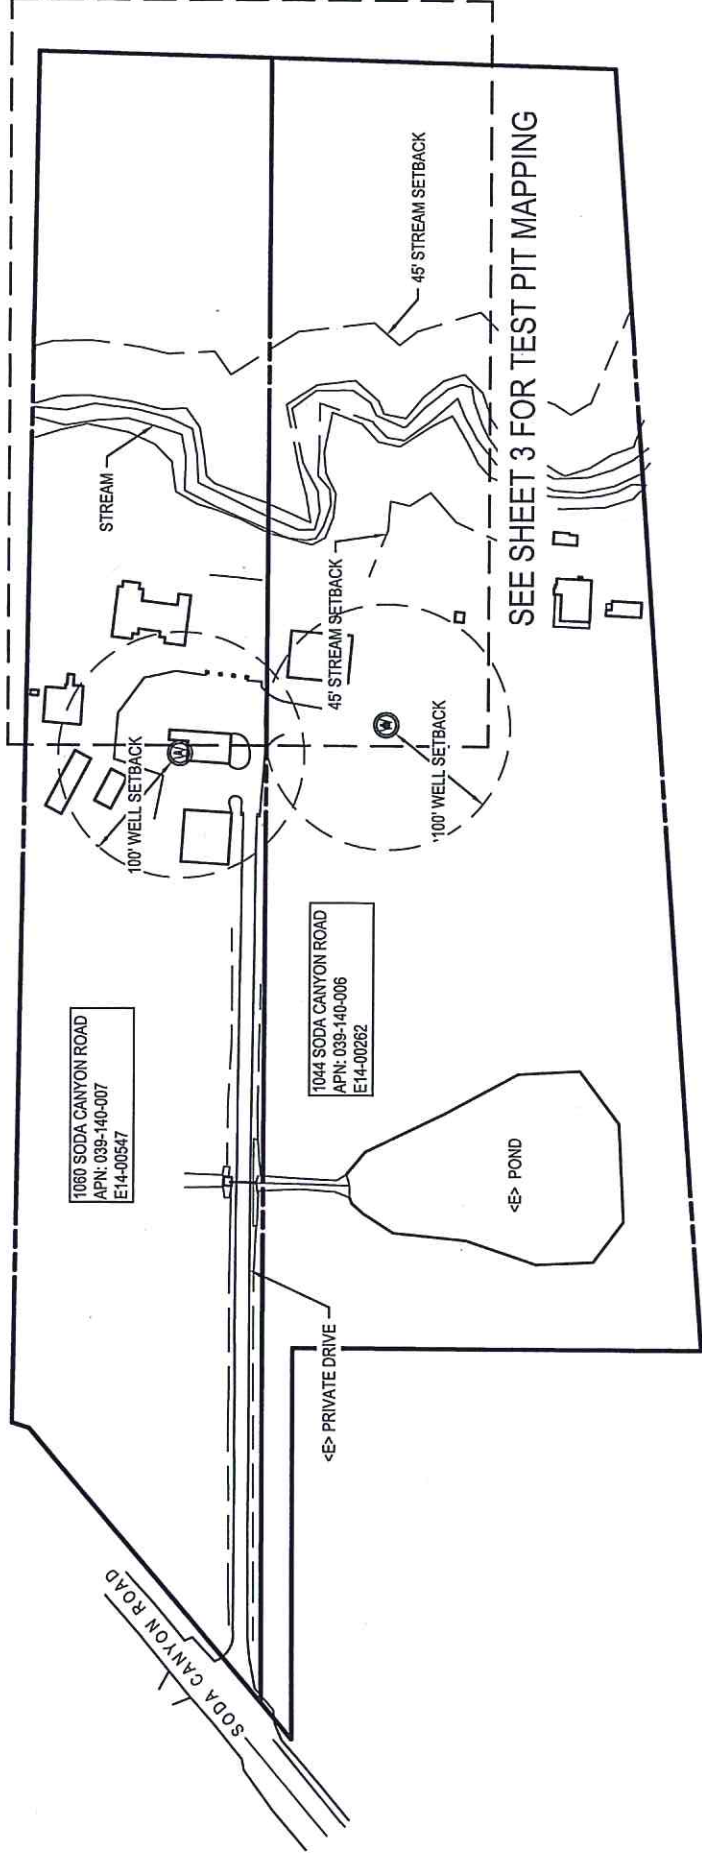 STREAM
45' STREAM SETBACK
SEE SHEET 3 FOR TEST PIT MAPPING
45' STREAM SETBACK
100' WELL SETBACK
W
W
100' WELL SETBACK
1060 SODA CANYON ROAD
APN: 039-140-007
E14-00547
1044 SODA CANYON ROAD
APN: 039-140-006
E14-00262
<E> POND
<E> PRIVATE DRIVE
SODA CANYON ROAD